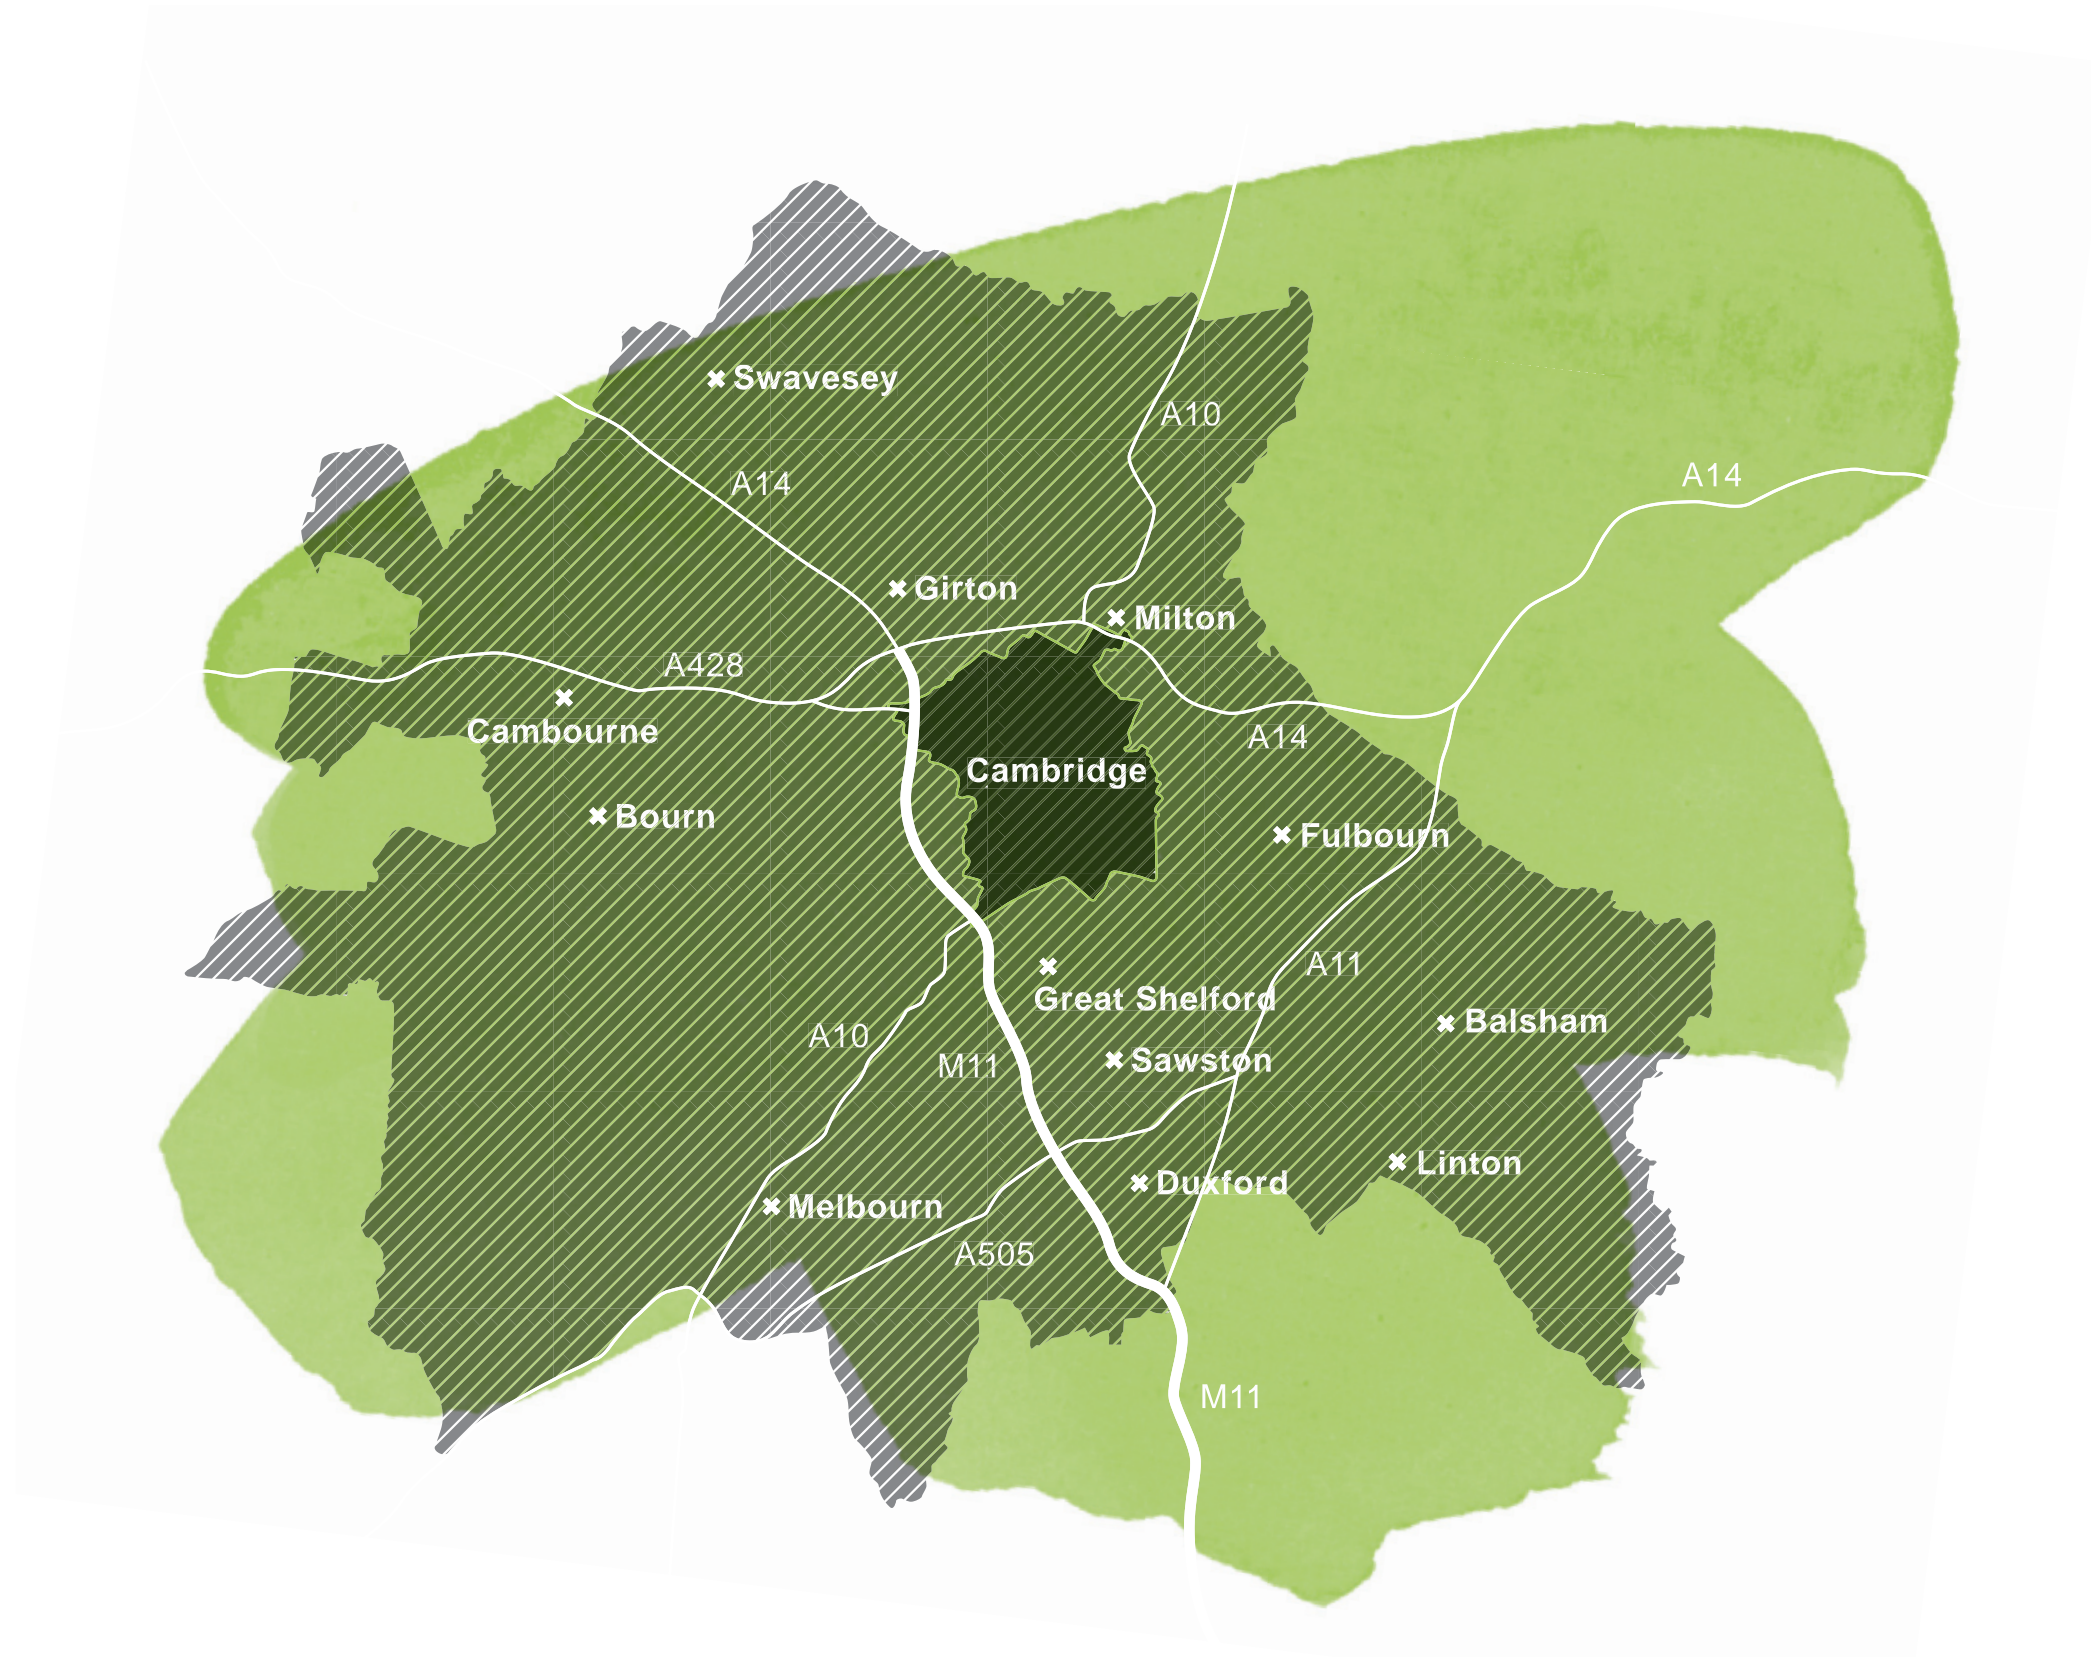 Swavesey
A10
A14
A14
Girton
Milton
A428
Cambourne
A14
Cambridge
Bourn
Fulbourn
A11
Great Shelford
Balsham
A10
M11
Sawston
Linton
Duxford
Melbourn
A505
M11